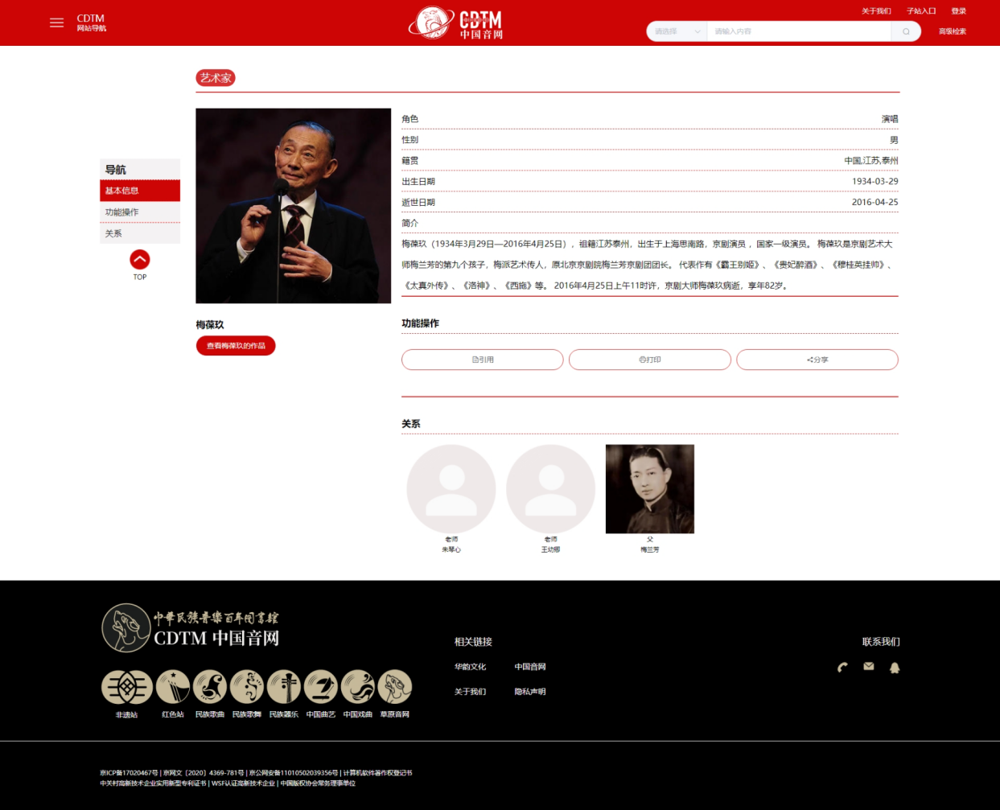 CDTM
网站导航
CDTM
中国音网
关于我们 子站入口 登录
请选择 请输入内容 高级检索
艺术家
导航
基本信息
功能操作
关系
TOP
梅葆玖
查看梅葆玖的作品
角色 演唱
性别 男
籍贯 中国,江苏,泰州
出生日期 1934-03-29
逝世日期 2016-04-25
简介
梅葆玖（1934年3月29日—2016年4月25日），祖籍江苏泰州，出生于上海思南路，京剧演员 ，国家一级演员。 梅葆玖是京剧艺术大
师梅兰芳的第九个孩子，梅派艺术传人，原北京京剧院梅兰芳京剧团团长。 代表作有《霸王别姬》、《贵妃醉酒》、《穆桂英挂帅》、
《太真外传》、《洛神》、《西施》等。 2016年4月25日上午11时许，京剧大师梅葆玖病逝，享年82岁。
功能操作
引用 打印 分享
关系
老师 老师 父
朱琴心 王幼卿 梅兰芳
中华民族音乐百年图书馆
CDTM 中国音网
非遗站 红色站 民族歌曲 民族歌舞 民族器乐 中国曲艺 中国戏曲 草原音网
相关链接
华韵文化 中国音网
关于我们 隐私声明
联系我们
京ICP备17020467号 | 京网文〔2020〕4369-781号 | 京公网安备11010502039356号 | 计算机软件著作权登记书
中关村高新技术企业实用新型专利证书 | WSF认证高新技术企业 | 中国版权协会常务理事单位